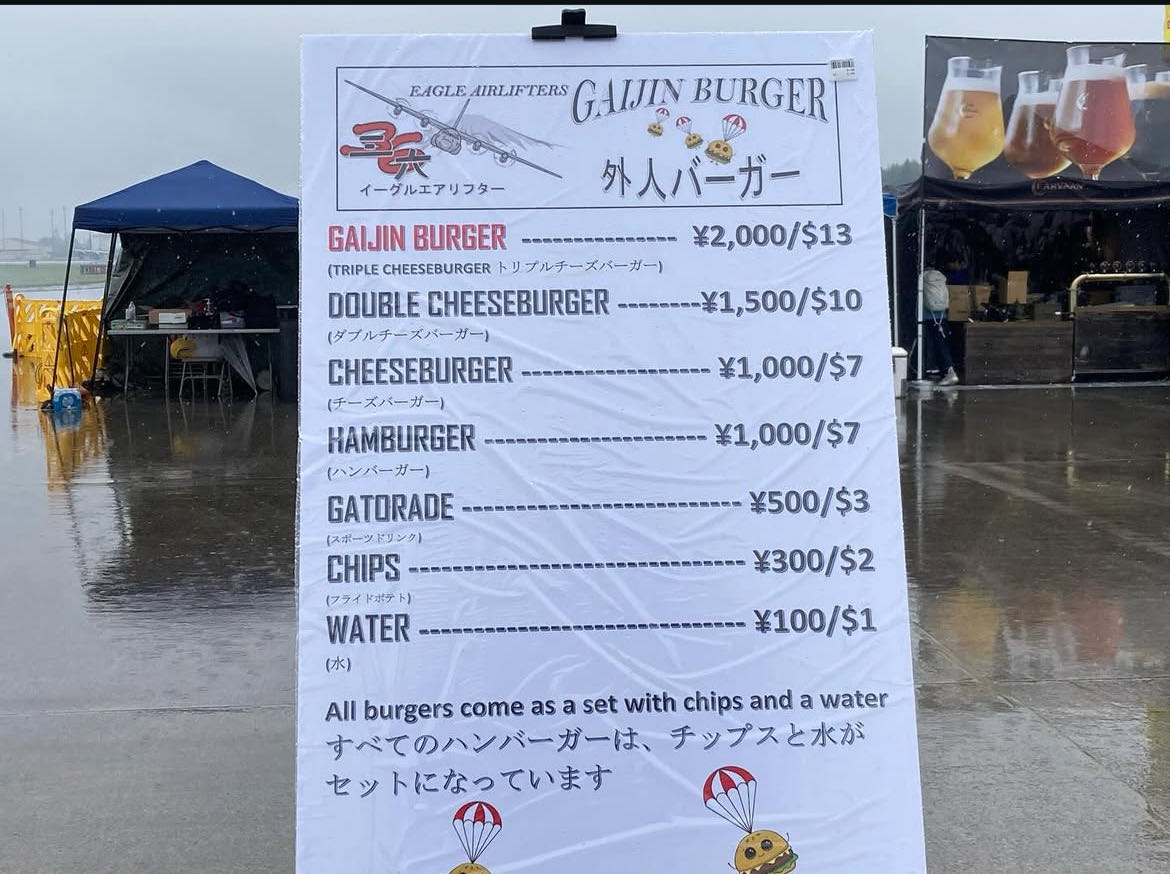 EAGLE AIRLIFTERS
GAIJIN BURGER
イーグルエアリフター
外人バーガー
GAIJIN BURGER ---------------- ¥2,000/$13
(TRIPLE CHEESEBURGER トリプルチーズバーガー)
DOUBLE CHEESEBURGER --------¥1,500/$10
(ダブルチーズバーガー)
CHEESEBURGER ------------------- ¥1,000/$7
(チーズバーガー)
HAMBURGER ----------------------- ¥1,000/$7
(ハンバーガー)
GATORADE ----------------------------- ¥500/$3
(スポーツドリンク)
CHIPS ----------------------------------- ¥300/$2
(フライドポテト)
WATER ---------------------------------- ¥100/$1
(水)
All burgers come as a set with chips and a water
すべてのハンバーガーは、チップスと水が
セットになっています